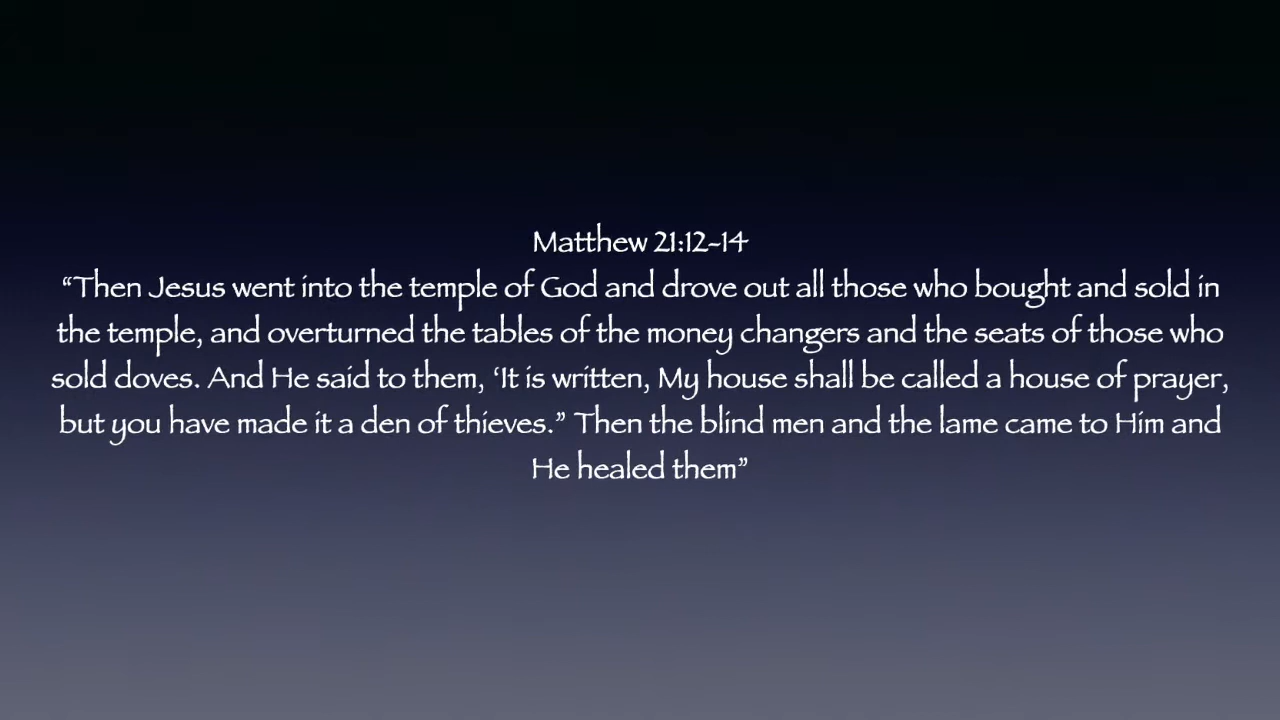 Matthew 21:12-14
“Then Jesus went into the temple of God and drove out all those who bought and sold in
the temple, and overturned the tables of the money changers and the seats of those who
sold doves. And He said to them, ‘It is written, My house shall be called a house of prayer,
but you have made it a den of thieves.” Then the blind men and the lame came to Him and
He healed them”